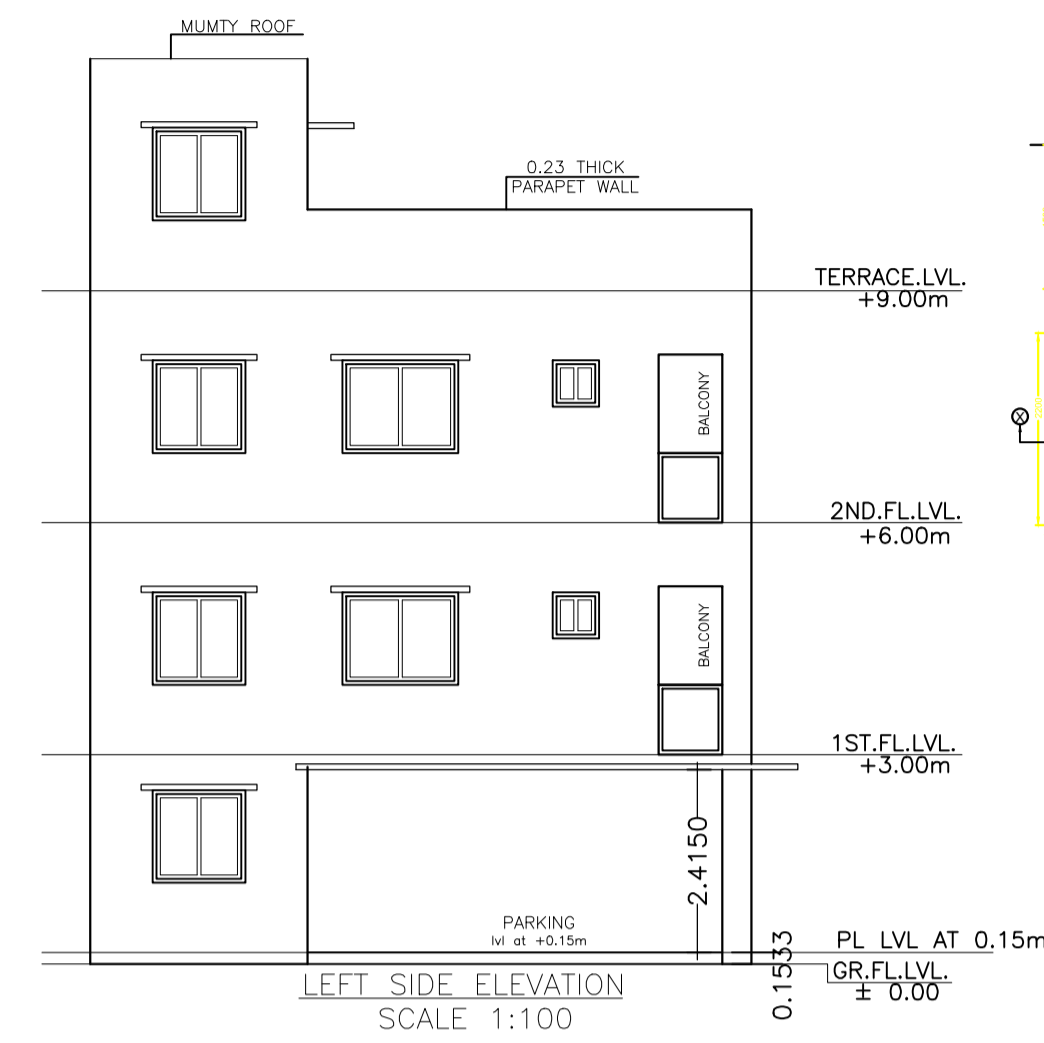 MUMTY ROOF
0.23 THICK
PARAPET WALL
TERRACE.LVL.
+9.00m
BALCONY
2ND.FL.LVL.
+6.00m
BALCONY
1ST.FL.LVL.
+3.00m
2.4150
PARKING
lvl at +0.15m
0.1533
PL LVL AT 0.15m
GR.FL.LVL.
± 0.00
LEFT SIDE ELEVATION
SCALE 1:100
X